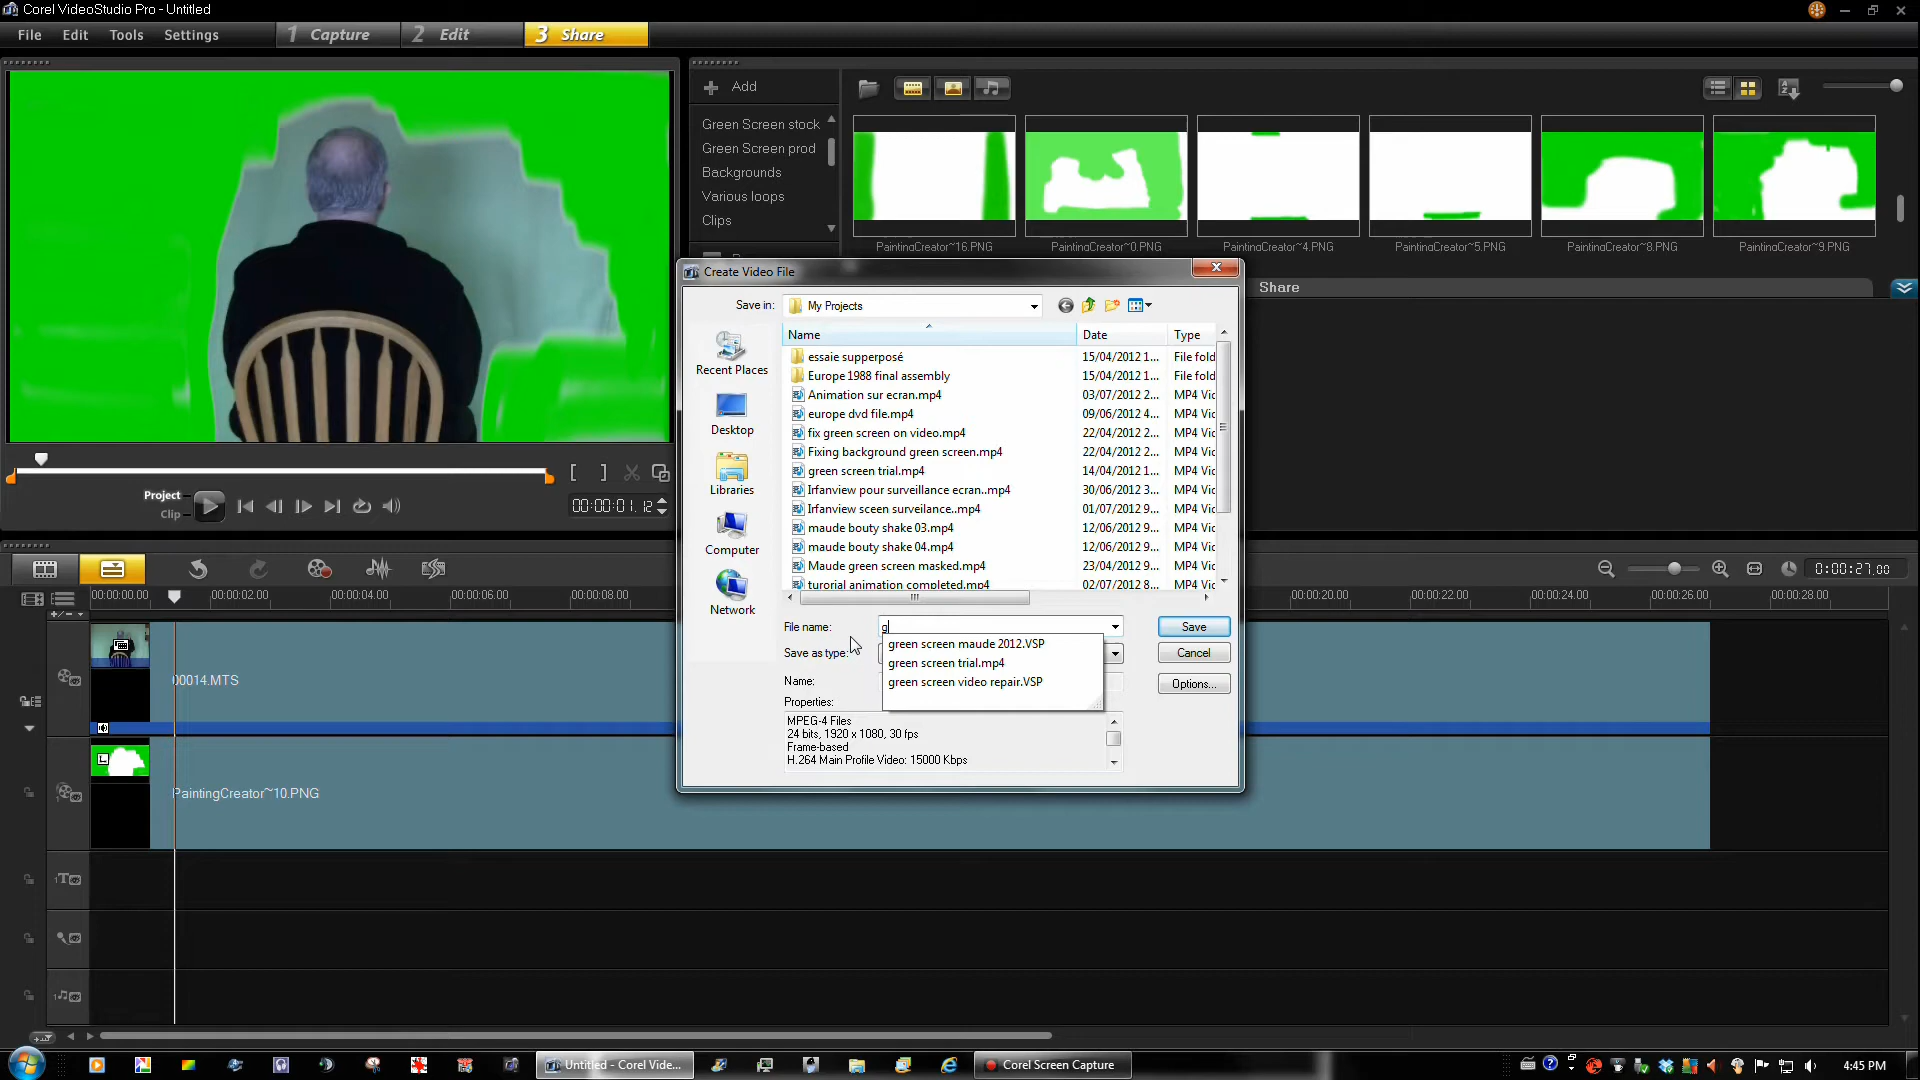 Corel VideoStudio Pro - Untitled
File Edit Tools Settings
1 Capture 2 Edit 3 Share
Add
Green Screen stock
Green Screen prod
Backgrounds
Various loops
Clips
PaintingCreator~16.PNG
PaintingCreator~0.PNG
PaintingCreator~4.PNG
PaintingCreator~5.PNG
PaintingCreator~8.PNG
PaintingCreator~9.PNG
Share
Create Video File
Save in: My Projects
Name Date Type
essaie supperposé 15/04/2012 1... File fold
Europe 1988 final assembly 15/04/2012 1... File fold
Animation sur ecran.mp4 03/07/2012 2... MP4 Vic
europe dvd file.mp4 09/06/2012 4... MP4 Vic
fix green screen on video.mp4 22/04/2012 2... MP4 Vic
Fixing background green screen.mp4 22/04/2012 2... MP4 Vic
green screen trial.mp4 14/04/2012 1... MP4 Vic
Irfanview pour surveillance ecran..mp4 30/06/2012 3... MP4 Vic
Irfanview sceen surveilance..mp4 01/07/2012 9... MP4 Vic
maude bouty shake 03.mp4 12/06/2012 9... MP4 Vic
maude bouty shake 04.mp4 12/06/2012 9... MP4 Vic
Maude green screen masked.mp4 23/04/2012 9... MP4 Vic
turorial animation completed.mp4 02/07/2012 8... MP4 Vic
Recent Places
Desktop
Libraries
Computer
Network
File name: g
green screen maude 2012.VSP
green screen trial.mp4
green screen video repair.VSP
Save as type:
Name:
Properties:
MPEG-4 Files
24 bits, 1920 x 1080, 30 fps
Frame-based
H.264 Main Profile Video: 15000 Kbps
Save
Cancel
Options...
Project
Clip
00:00:01.12
0:00:27.00
00:00:00.00 00:00:02.00 00:00:04.00 00:00:06.00 00:00:08.00 00:00:20.00 00:00:22.00 00:00:24.00 00:00:26.00 00:00:28.00
00014.MTS
PaintingCreator~10.PNG
Untitled - Corel Vide...
Corel Screen Capture
4:45 PM